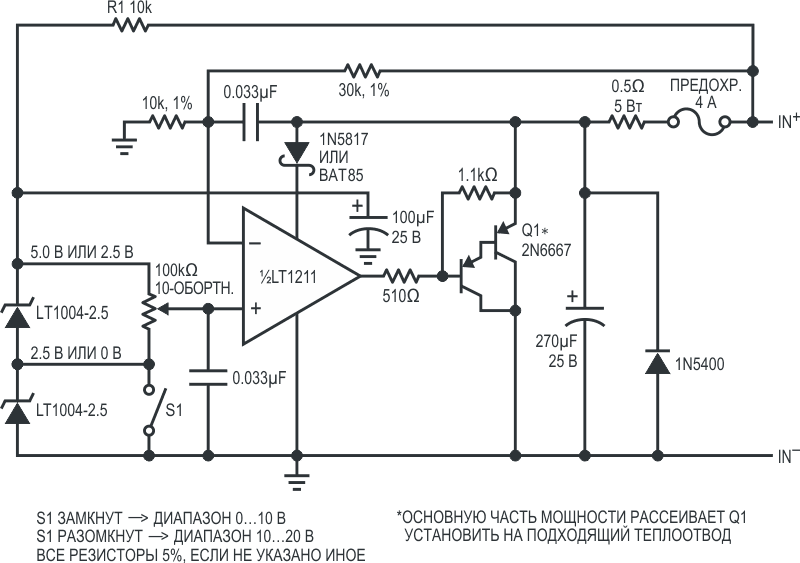 R1 10k
30k, 1%
10k, 1%
0.033µF
0.5Ω
5 Вт
ПРЕДОХР.
4 А
IN+
1N5817
ИЛИ
BAT85
1.1kΩ
+
100µF
25 В
Q1*
2N6667
5.0 В ИЛИ 2.5 В
100kΩ
10-ОБОРТН.
−
½LT1211
+
510Ω
LT1004-2.5
+
270µF
25 В
2.5 В ИЛИ 0 В
0.033µF
1N5400
LT1004-2.5
S1
IN−
S1 ЗАМКНУТ → ДИАПАЗОН 0...10 В
S1 РАЗОМКНУТ → ДИАПАЗОН 10...20 В
ВСЕ РЕЗИСТОРЫ 5%, ЕСЛИ НЕ УКАЗАНО ИНОЕ
*ОСНОВНУЮ ЧАСТЬ МОЩНОСТИ РАССЕИВАЕТ Q1
УСТАНОВИТЬ НА ПОДХОДЯЩИЙ ТЕПЛООТВОД